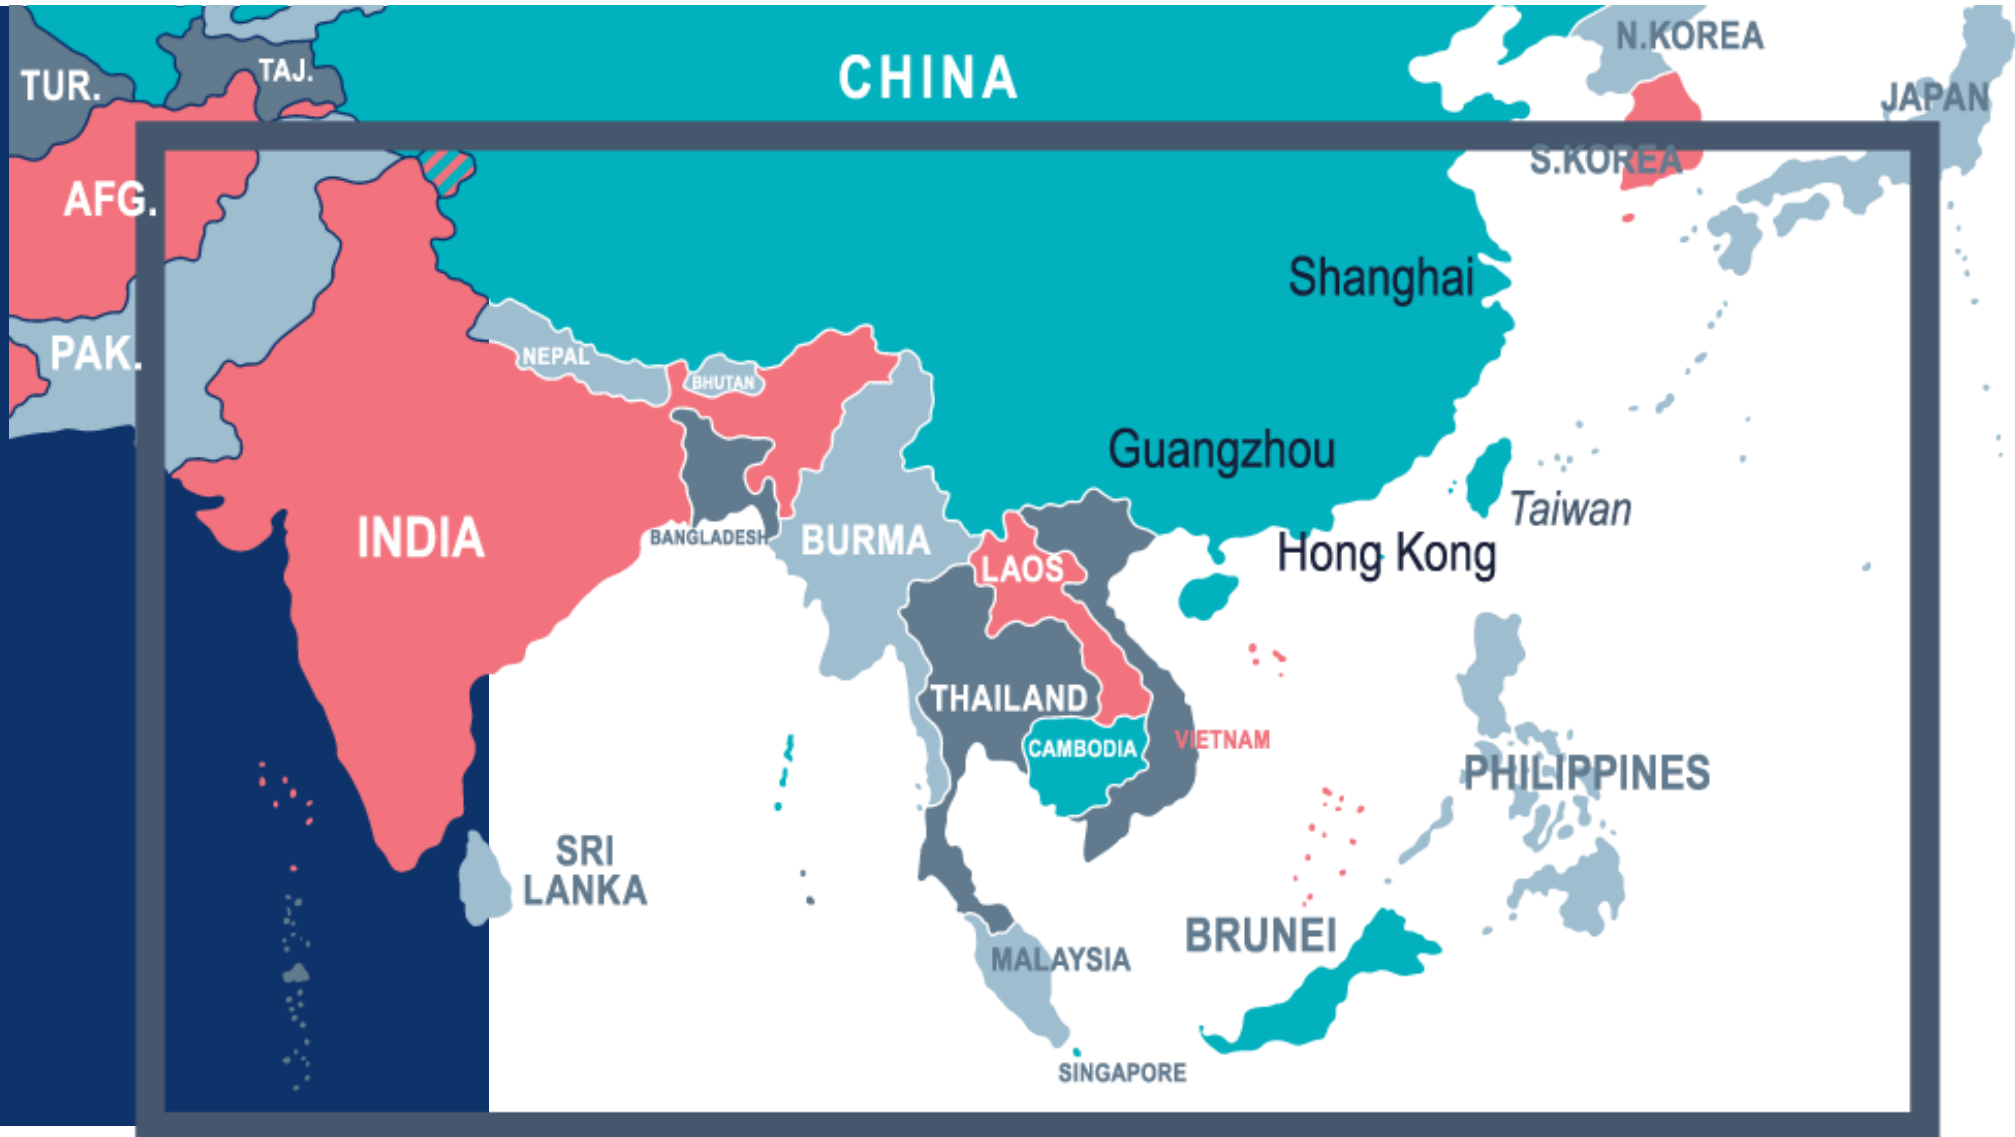 N.KOREA
CHINA
TAJ.
TUR.
JAPAN
S.KOREA
AFG.
Shanghai
PAK.
NEPAL
BHUTAN
Guangzhou
Taiwan
INDIA
BANGLADESH
BURMA
Hong Kong
LAOS
THAILAND
VIETNAM
CAMBODIA
PHILIPPINES
SRI
LANKA
BRUNEI
MALAYSIA
SINGAPORE